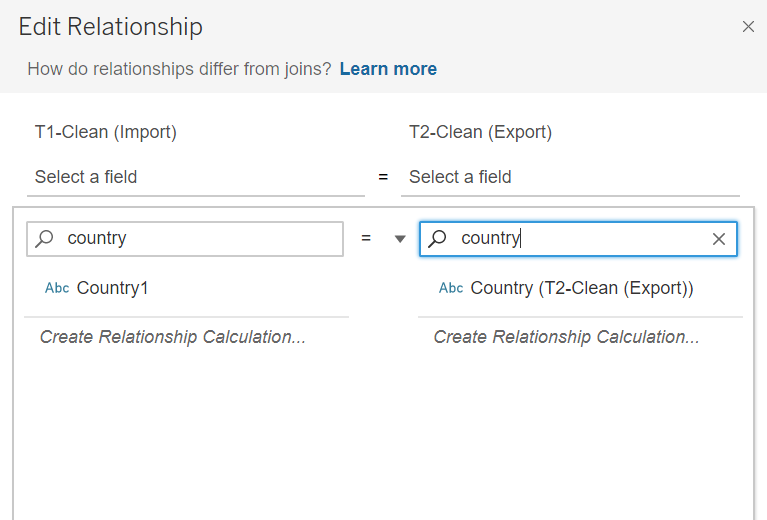 Edit Relationship
How do relationships differ from joins? Learn more
T1-Clean (Import) T2-Clean (Export)
Select a field = Select a field
country = country
Abc Country1 Abc Country (T2-Clean (Export))
Create Relationship Calculation... Create Relationship Calculation...